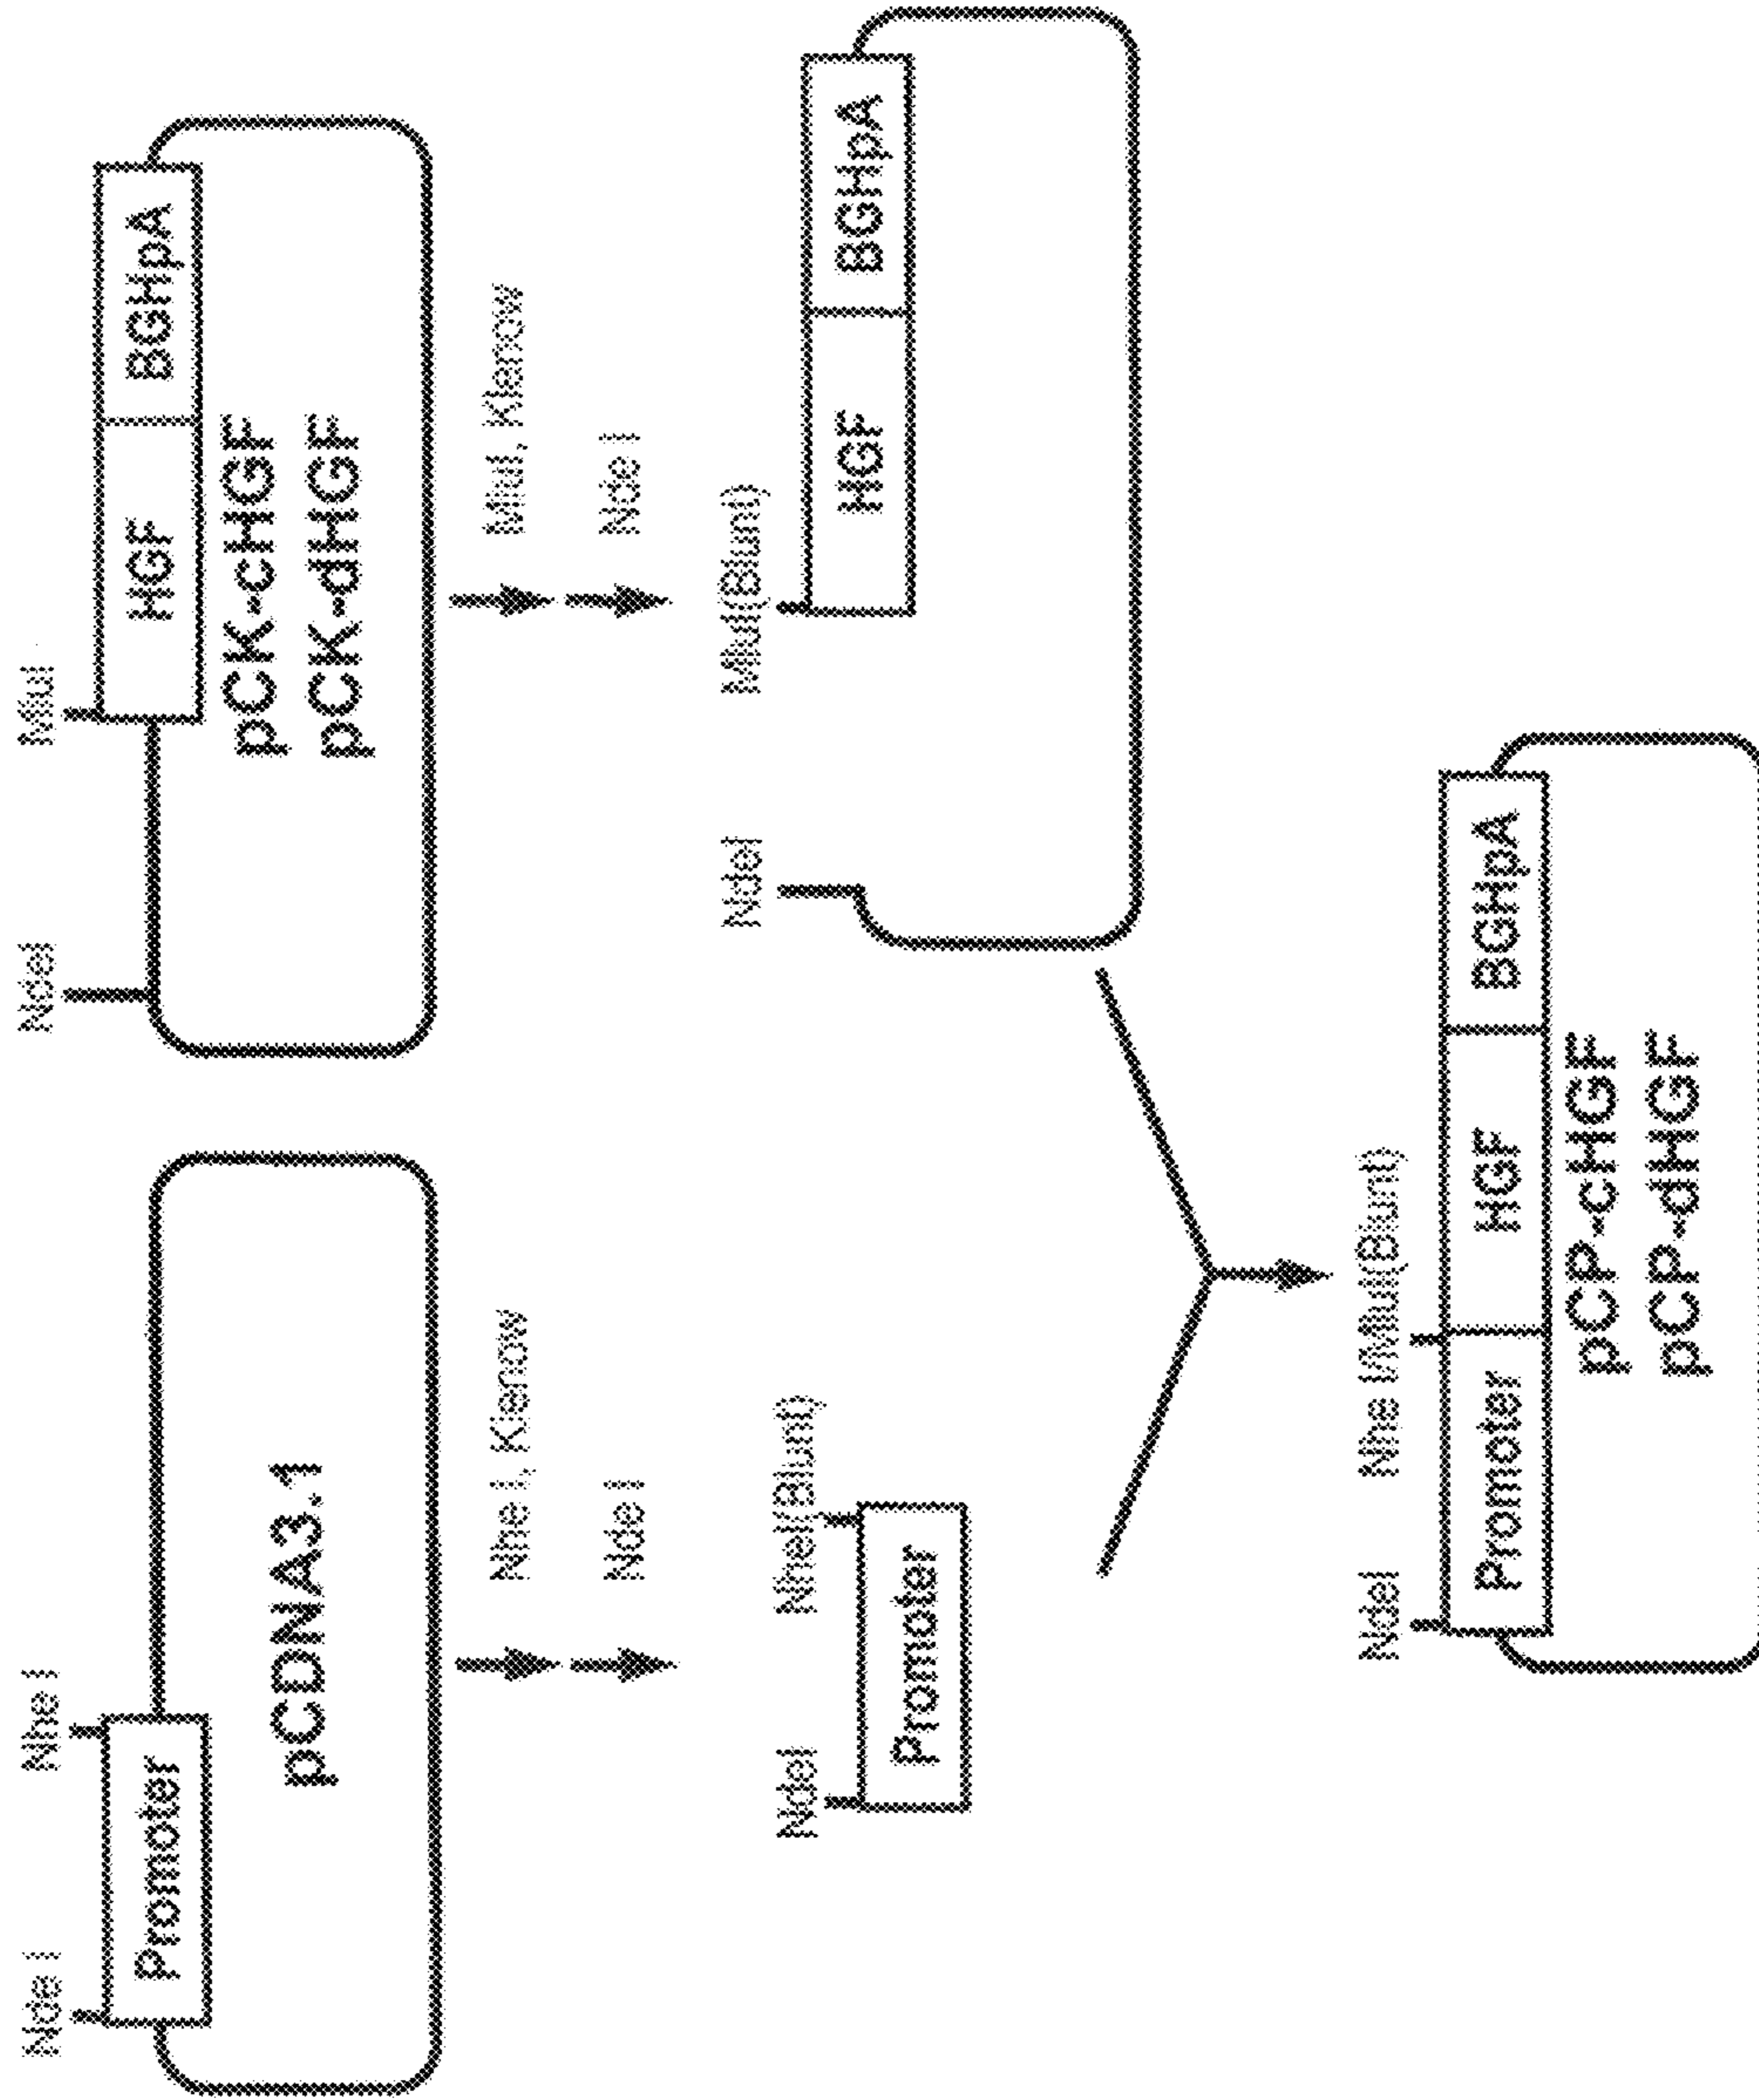 Nde I
Nhe I
Promoter
pCDNA3.1
Nhe I, Klenow
Nde I
NdeI
NheI(Blunt)
Promoter
NdeI
MluI
HGF
BGHpA
pCK-cHGF
pCK-dHGF
MluI, Klenow
Nde I
NdeI
MluI(Blunt)
HGF
BGHpA
NdeI
Nhe I/MluI(Blunt)
Promoter
HGF
BGHpA
pCP-cHGF
pCP-dHGF